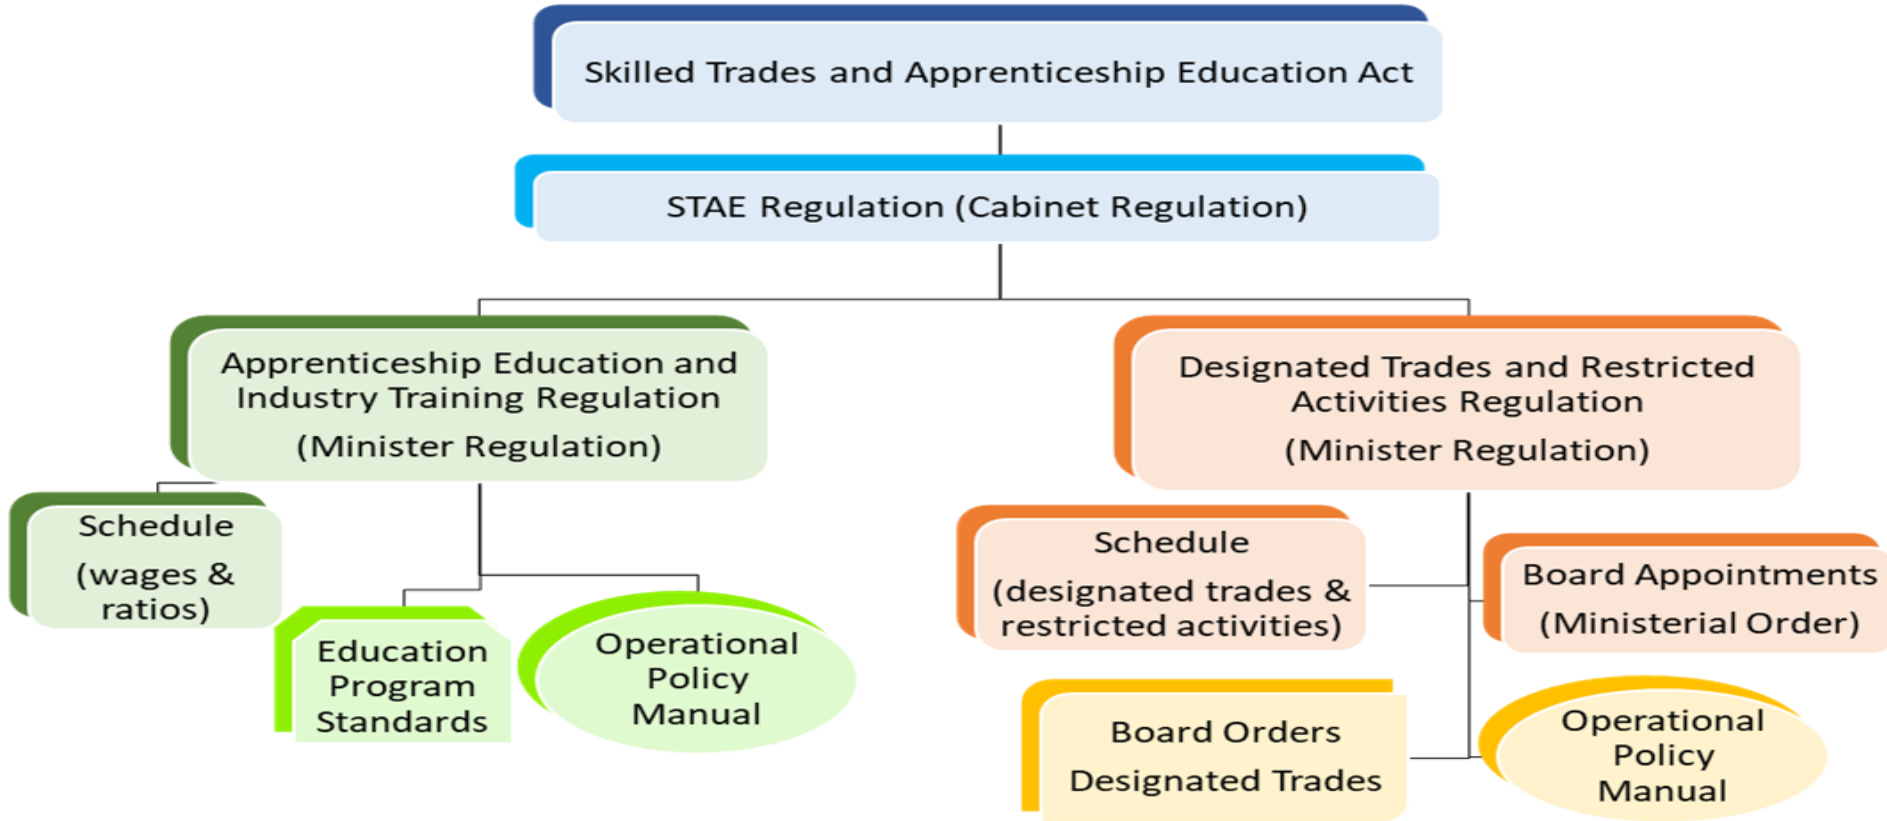 Skilled Trades and Apprenticeship Education Act
STAE Regulation (Cabinet Regulation)
Apprenticeship Education and
Industry Training Regulation
(Minister Regulation)
Designated Trades and Restricted
Activities Regulation
(Minister Regulation)
Schedule
(wages &
ratios)
Education
Program
Standards
Operational
Policy
Manual
Schedule
(designated trades &
restricted activities)
Board Appointments
(Ministerial Order)
Board Orders
Designated Trades
Operational
Policy
Manual